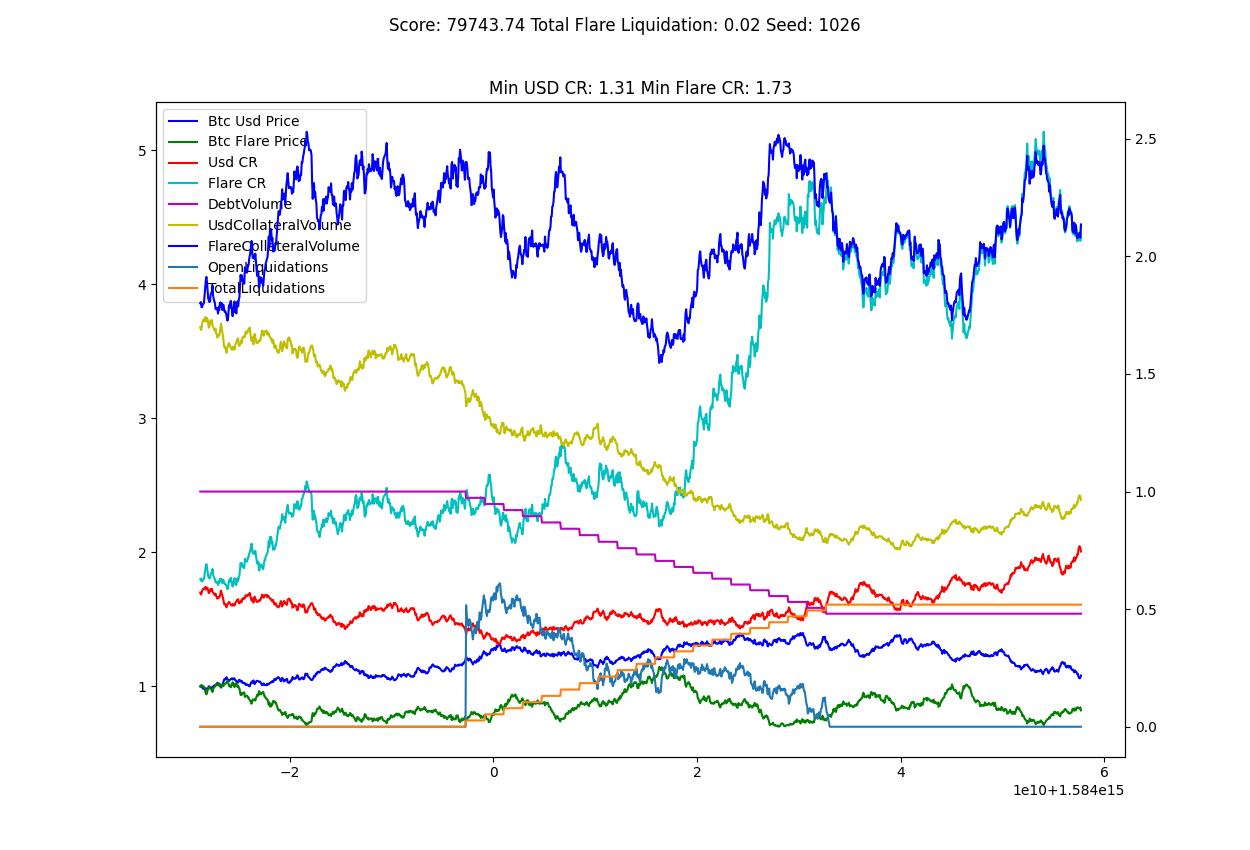 Score: 79743.74 Total Flare Liquidation: 0.02 Seed: 1026
Min USD CR: 1.31 Min Flare CR: 1.73
Btc Usd Price
Btc Flare Price
Usd CR
Flare CR
DebtVolume
UsdCollateralVolume
FlareCollateralVolume
OpenLiquidations
TotalLiquidations
5
4
3
2
1
2.5
2.0
1.5
1.0
0.5
0.0
−2
0
2
4
6
1e10+1.584e15